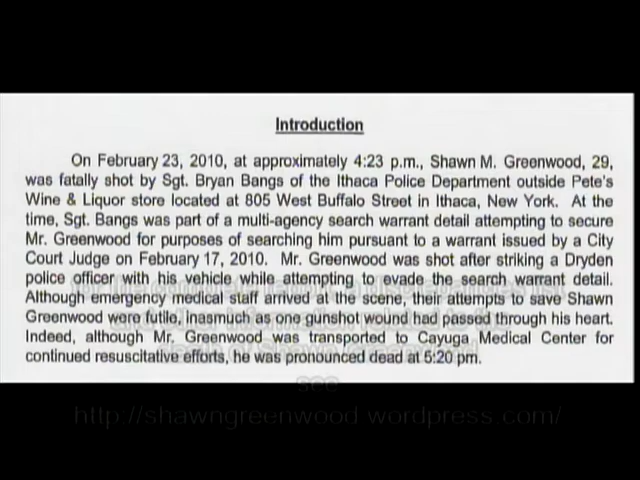 Introduction
On February 23, 2010, at approximately 4:23 p.m., Shawn M. Greenwood, 29,
was fatally shot by Sgt. Bryan Bangs of the Ithaca Police Department outside Pete's
Wine & Liquor store located at 805 West Buffalo Street in Ithaca, New York. At the
time, Sgt. Bangs was part of a multi-agency search warrant detail attempting to secure
Mr. Greenwood for purposes of searching him pursuant to a warrant issued by a City
Court Judge on February 17, 2010. Mr. Greenwood was shot after striking a Dryden
police officer with his vehicle while attempting to evade the search warrant detail.
Although emergency medical staff arrived at the scene, their attempts to save Shawn
Greenwood were futile, inasmuch as one gunshot wound had passed through his heart.
Indeed, although Mr. Greenwood was transported to Cayuga Medical Center for
continued resuscitative efforts, he was pronounced dead at 5:20 pm.
see
http://shawngreenwood.wordpress.com/